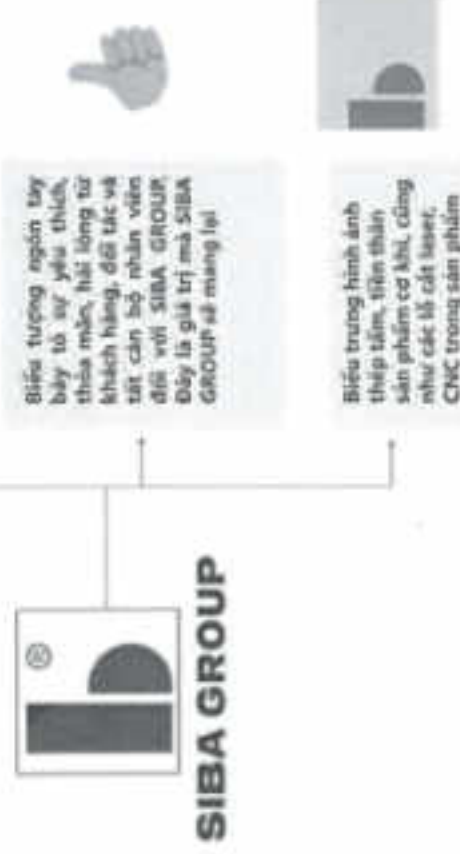 ®
SIBA GROUP
Biểu tượng ngón tay
bày tỏ sự yêu thích,
thỏa mãn, hài lòng từ
khách hàng, đối tác và
tất cán bộ nhân viên
đối với SIBA GROUP.
Đây là giá trị mà SIBA
GROUP sẽ mang lại
Biểu trưng hình ảnh
thép tấm, tiền thân
sản phẩm cơ khí, cũng
như các lỗ cắt laser,
CNC trong sản phẩm